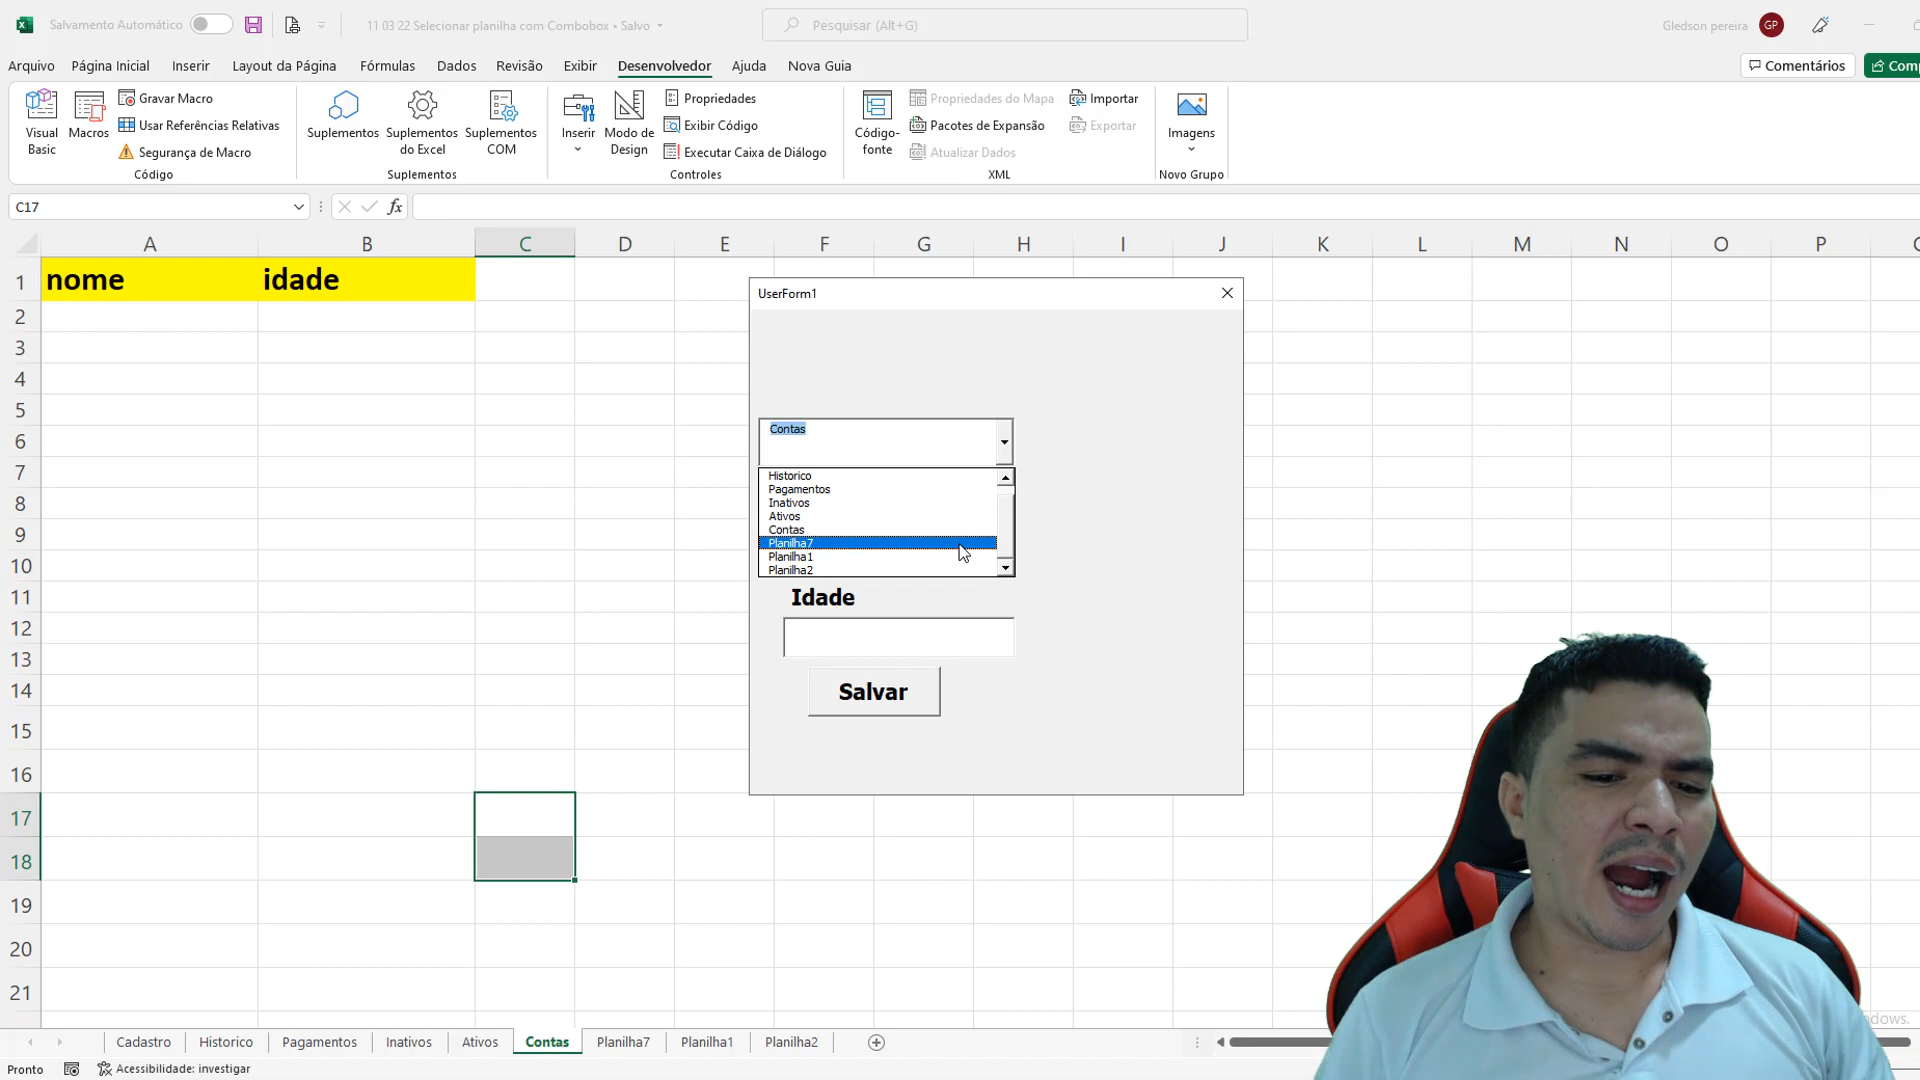 Salvamento Automático
11 03 22 Selecionar planilha com Combobox • Salvo
Pesquisar (Alt+G)
Gledson pereira
GP
Arquivo
Página Inicial
Inserir
Layout da Página
Fórmulas
Dados
Revisão
Exibir
Desenvolvedor
Ajuda
Nova Guia
Comentários
Comp
Visual Basic
Macros
Gravar Macro
Usar Referências Relativas
Segurança de Macro
Código
Suplementos
Suplementos do Excel
Suplementos COM
Suplementos
Inserir
Modo de Design
Propriedades
Exibir Código
Executar Caixa de Diálogo
Controles
Código-fonte
Propriedades do Mapa
Pacotes de Expansão
Atualizar Dados
Importar
Exportar
XML
Imagens
Novo Grupo
C17
fx
A B C D E F G H I J K L M N O P
1 nome idade
2
3
4
5
6
7
8
9
10
11
12
13
14
15
16
17
18
19
20
21
UserForm1
Contas
Historico
Pagamentos
Inativos
Ativos
Contas
Planilha7
Planilha1
Planilha2
Idade
Salvar
dows.
Cadastro Historico Pagamentos Inativos Ativos Contas Planilha7 Planilha1 Planilha2
Pronto
Acessibilidade: investigar